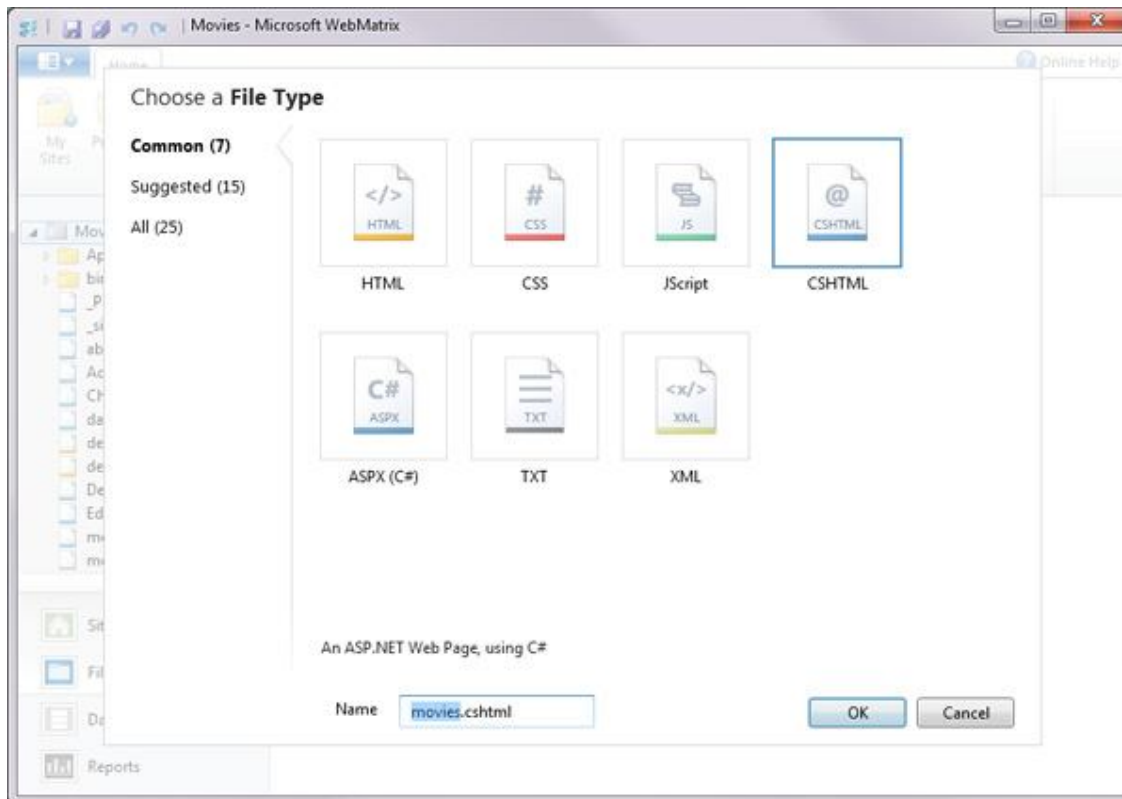 Movies - Microsoft WebMatrix
Home
Online Help
My
Sites
Choose a File Type
Common (7)
Suggested (15)
All (25)
</> # JS @
HTML CSS JS CSHTML
HTML CSS JScript CSHTML
C# <x/>
ASPX TXT XML
ASPX (C#) TXT XML
An ASP.NET Web Page, using C#
Name movies.cshtml OK Cancel
Reports